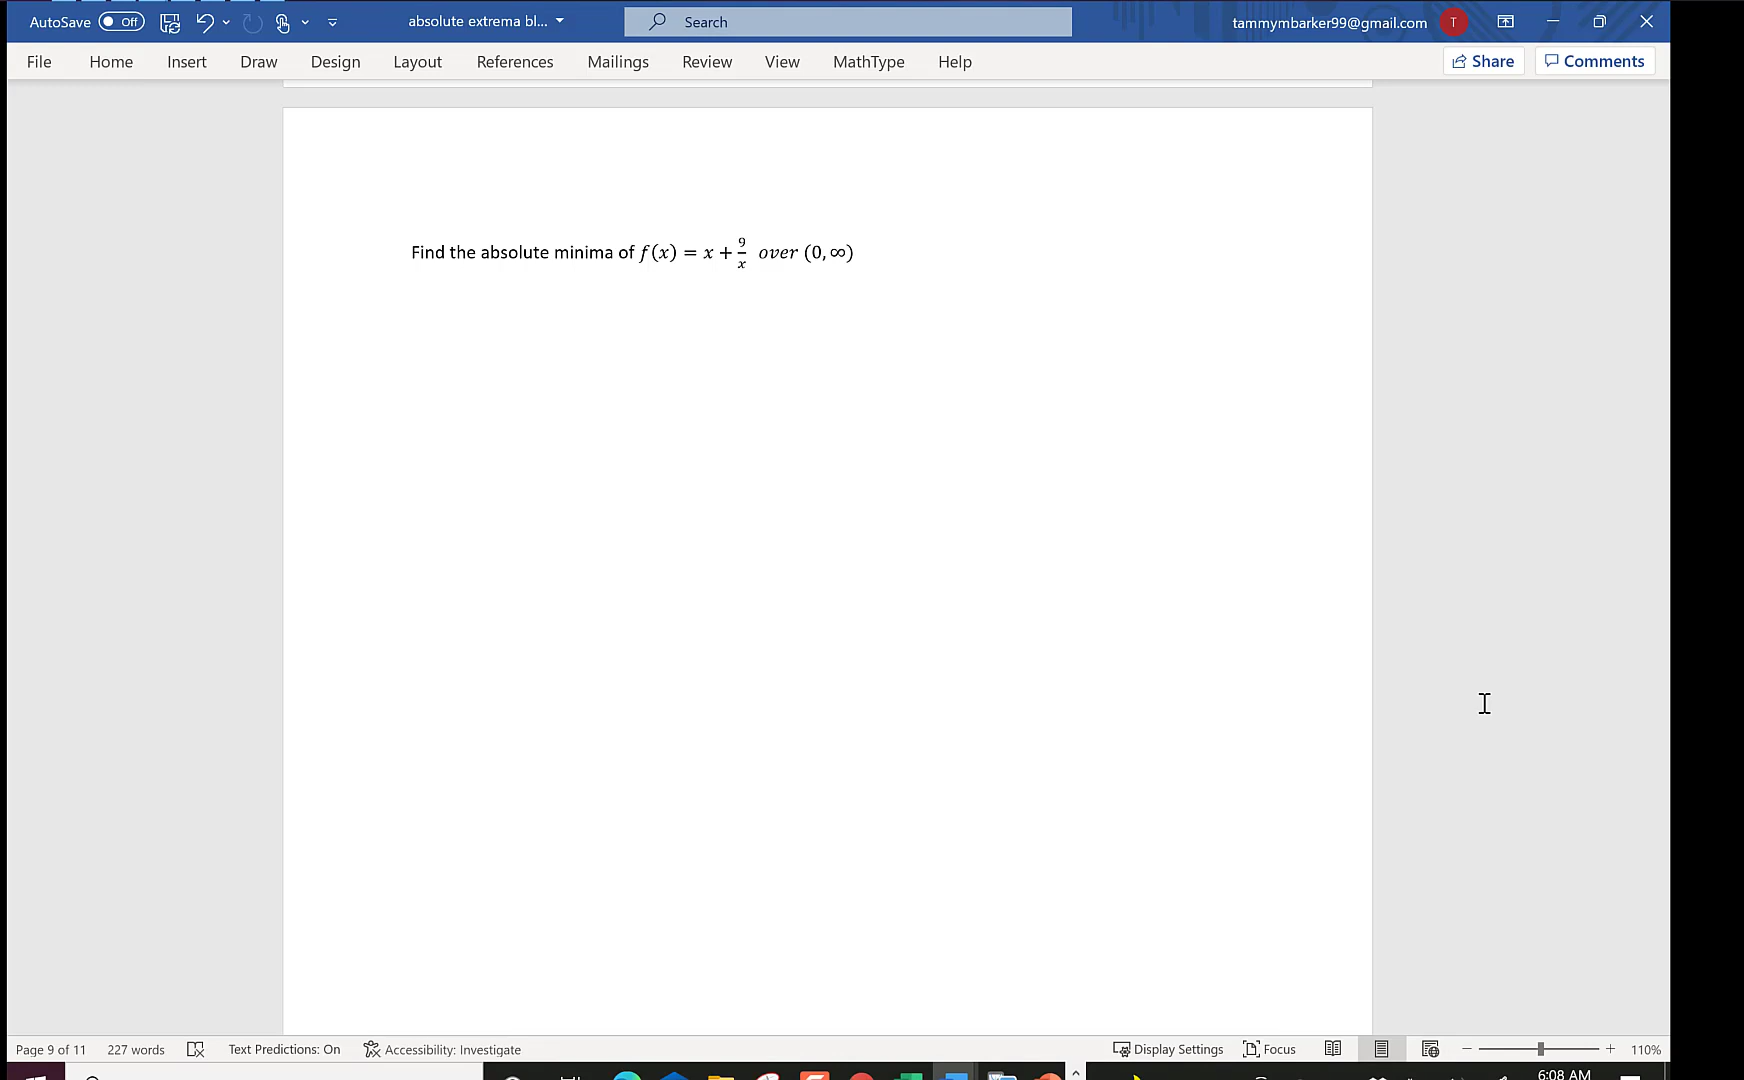 AutoSave Off absolute extrema bl... Search tammymbarker99@gmail.com T
File Home Insert Draw Design Layout References Mailings Review View MathType Help Share Comments
Find the absolute minima of f(x) = x + 9/x over (0, ∞)
Page 9 of 11 227 words Text Predictions: On Accessibility: Investigate Display Settings Focus 110%
6:08 AM